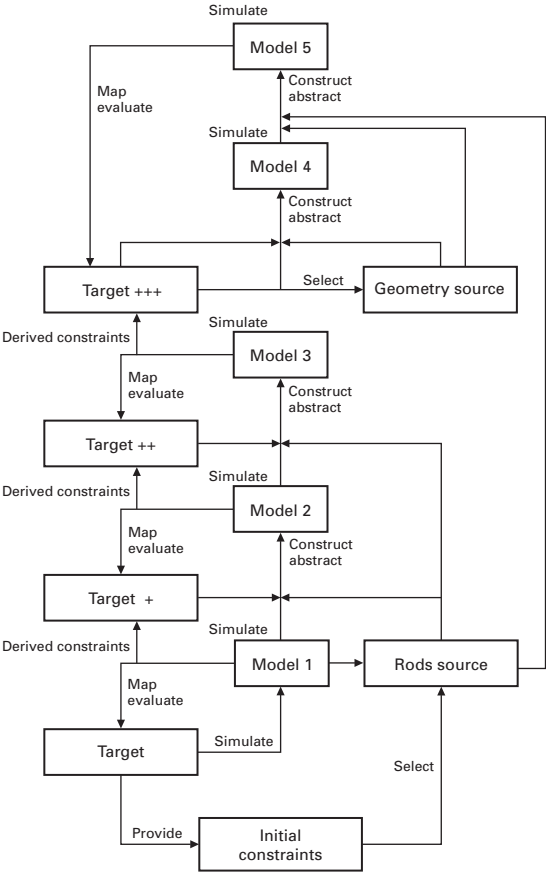 Simulate
Model 5
Construct
abstract
Map
evaluate
Simulate
Model 4
Construct
abstract
Target +++
Select
Geometry source
Derived constraints
Simulate
Model 3
Map
evaluate
Construct
abstract
Target ++
Derived constraints
Simulate
Model 2
Map
evaluate
Construct
abstract
Target +
Derived constraints
Simulate
Model 1
Rods source
Map
evaluate
Target
Simulate
Select
Provide
Initial
constraints